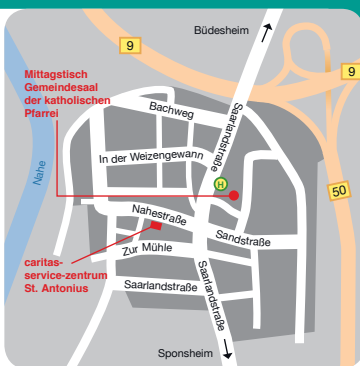 Büdesheim
9
9
Mittagstisch
Gemeindesaal
der katholischen
Pfarrei
Bachweg
Saarlandstraße
In der Weizengewann
Nahe
H
50
Nahestraße
Sandstraße
Zur Mühle
caritas-
service-zentrum
St. Antonius
Saarlandstraße
Saarlandstraße
Sponsheim